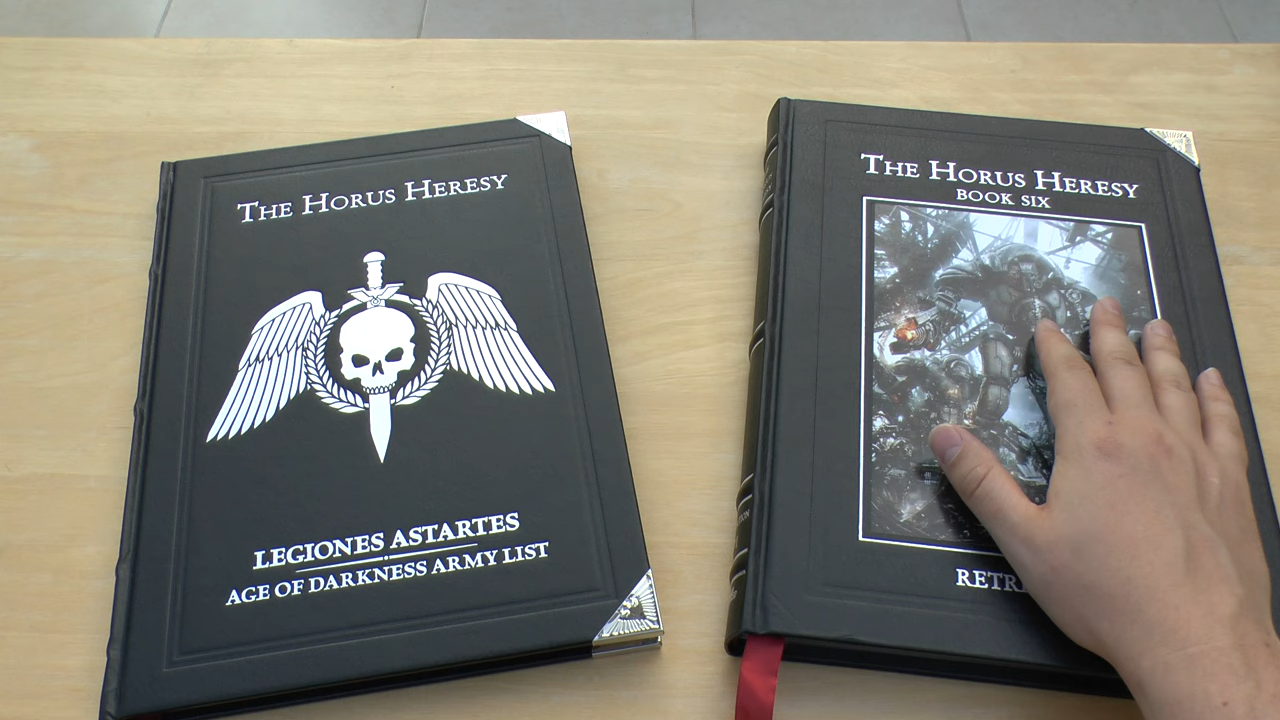 THE HORUS HERESY
LEGIONES ASTARTES
AGE OF DARKNESS ARMY LIST
THE HORUS HERESY
BOOK SIX